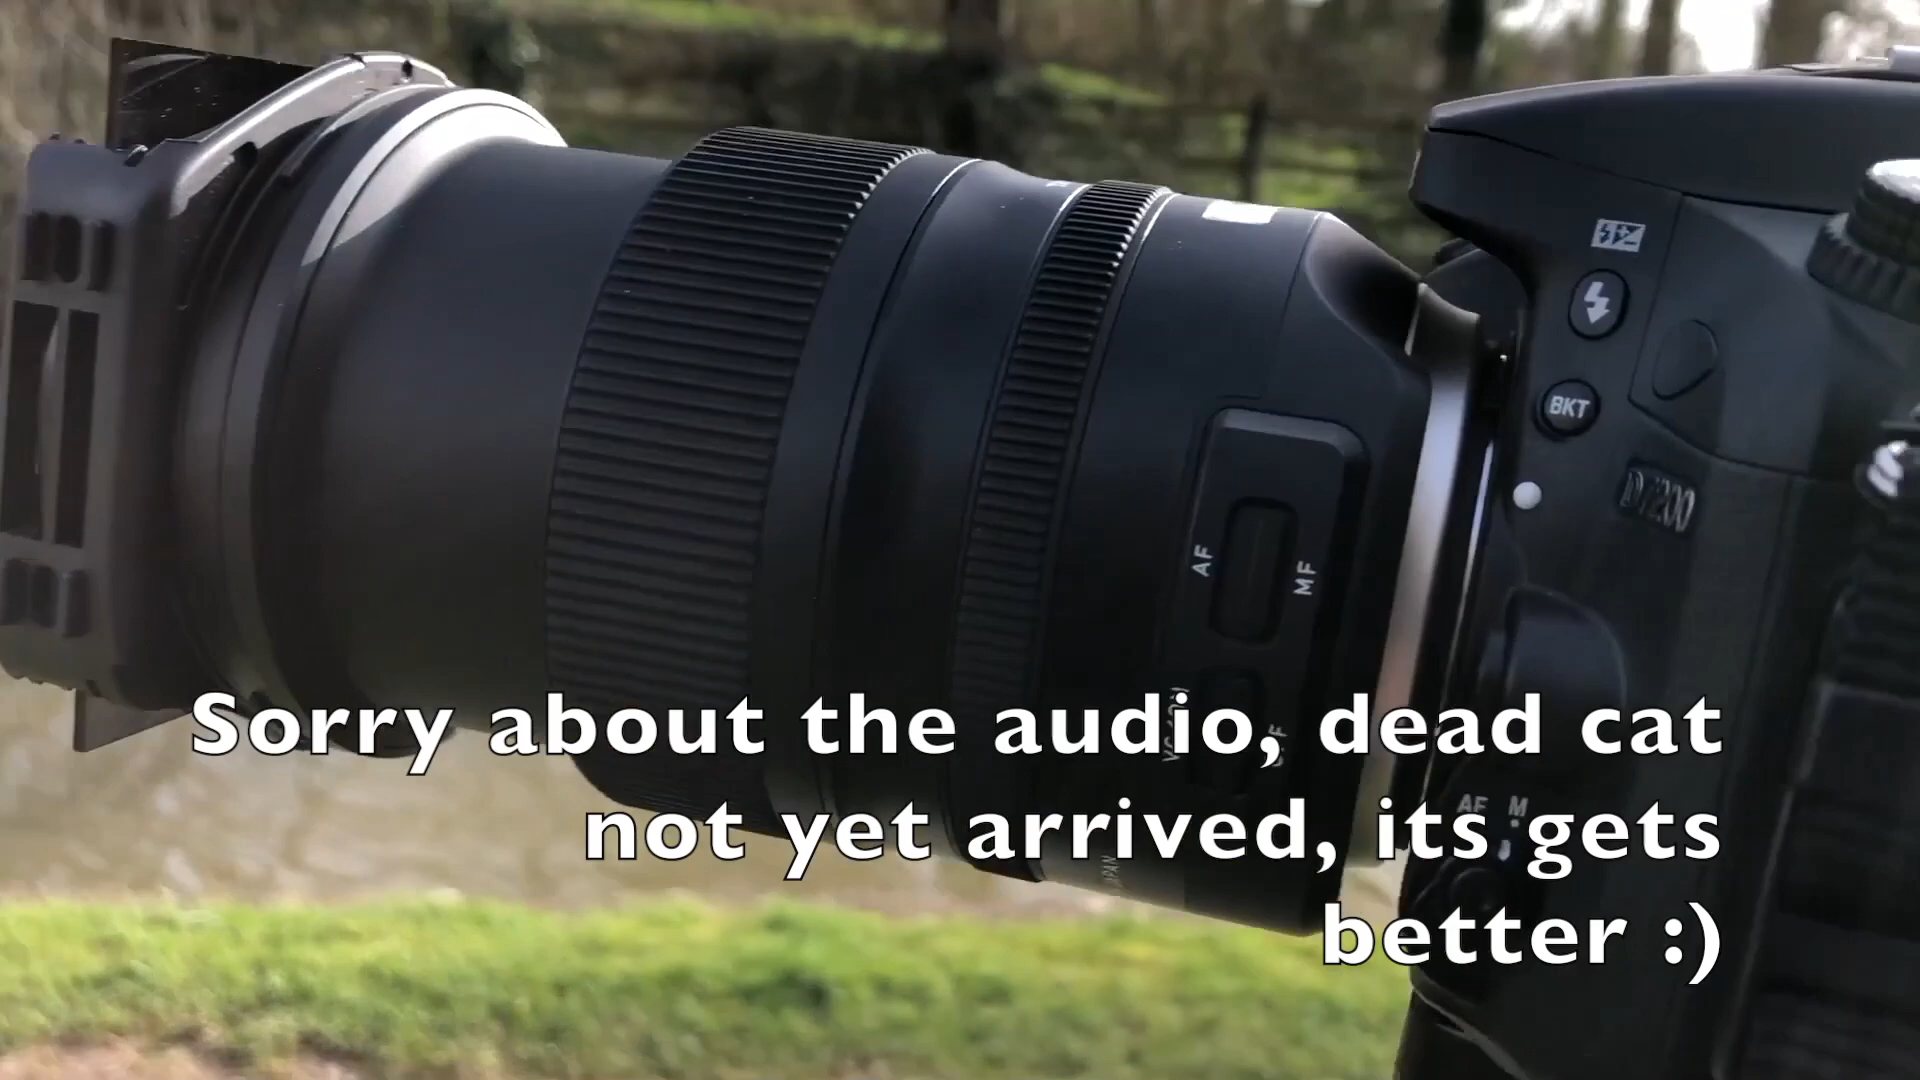 BKT
D7200
AF
MF
Sorry about the audio, dead cat
not yet arrived, its gets
better :)
AF M